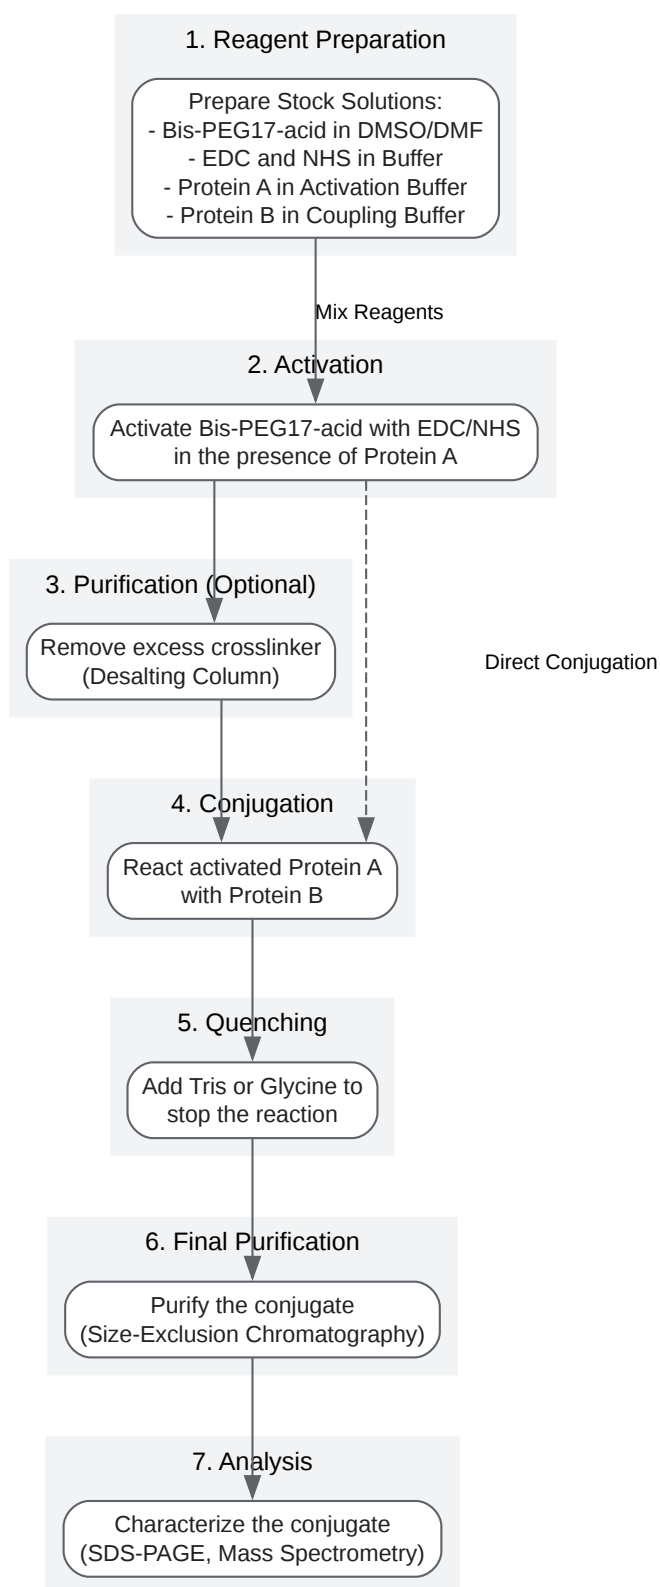 1. Reagent Preparation
Prepare Stock Solutions:
- Bis-PEG17-acid in DMSO/DMF
- EDC and NHS in Buffer
- Protein A in Activation Buffer
- Protein B in Coupling Buffer
Mix Reagents
2. Activation
Activate Bis-PEG17-acid with EDC/NHS
in the presence of Protein A
3. Purification (Optional)
Remove excess crosslinker
(Desalting Column)
Direct Conjugation
4. Conjugation
React activated Protein A
with Protein B
5. Quenching
Add Tris or Glycine to
stop the reaction
6. Final Purification
Purify the conjugate
(Size-Exclusion Chromatography)
7. Analysis
Characterize the conjugate
(SDS-PAGE, Mass Spectrometry)